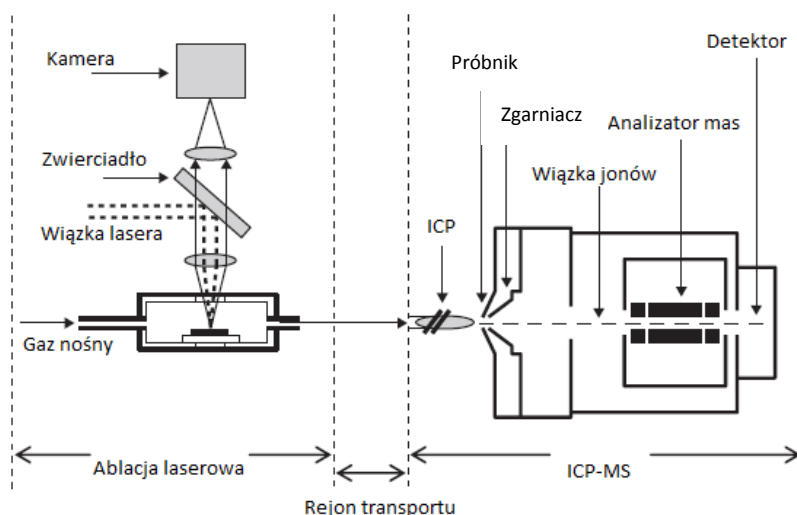 Kamera
Zwierciadło
Wiązka lasera
Gaz nośny
Ablacja laserowa
Rejon transportu
ICP
Próbnik
Zgarniacz
Wiązka jonów
Analizator mas
Detektor
ICP-MS